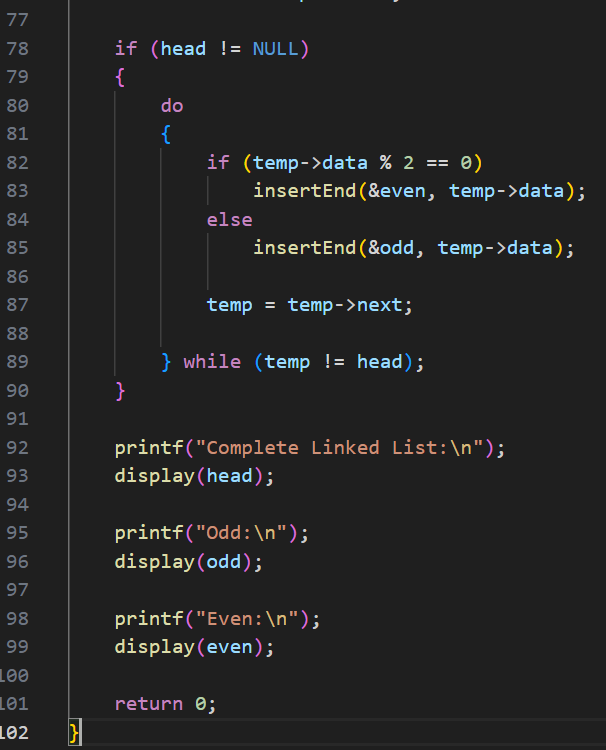 77
78 if (head != NULL)
79 {
80 do
81 {
82 if (temp->data % 2 == 0)
83 insertEnd(&even, temp->data);
84 else
85 insertEnd(&odd, temp->data);
86
87 temp = temp->next;
88
89 } while (temp != head);
90 }
91
92 printf("Complete Linked List:\n");
93 display(head);
94
95 printf("Odd:\n");
96 display(odd);
97
98 printf("Even:\n");
99 display(even);
100
101 return 0;
102 }